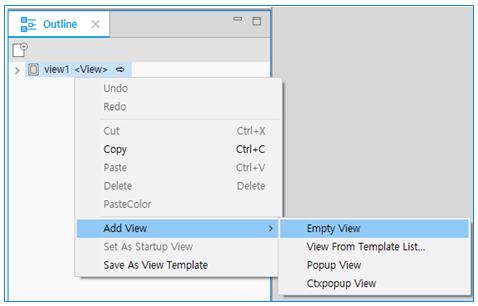 Outline
view1 <View>
Undo
Redo
Cut Ctrl+X
Copy Ctrl+C
Paste Ctrl+V
Delete Delete
PasteColor
Add View
Empty View
Set As Startup View
View From Template List...
Save As View Template
Popup View
Ctxpopup View